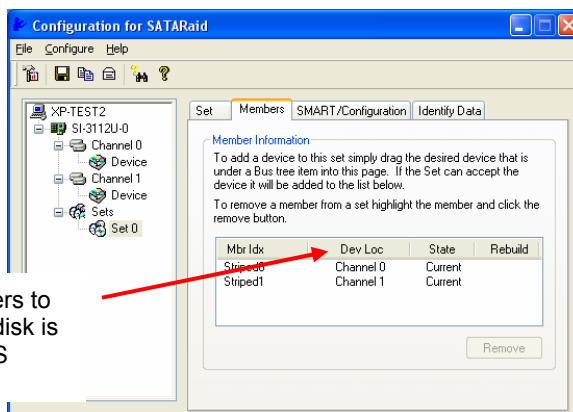 Configuration for SATARaid
File Configure Help
XP-TEST2
SI-3112U-0
Channel 0
Device
Channel 1
Device
Sets
Set 0
Set Members SMART/Configuration Identify Data
Member Information
To add a device to this set simply drag the desired device that is
under a Bus tree item into this page. If the Set can accept the
device it will be added to the list below.
To remove a member from a set highlight the member and click the
remove button.
Mbr Idx Dev Loc State Rebuild
Striped0 Channel 0 Current
Striped1 Channel 1 Current
Remove
ers to
disk is
S